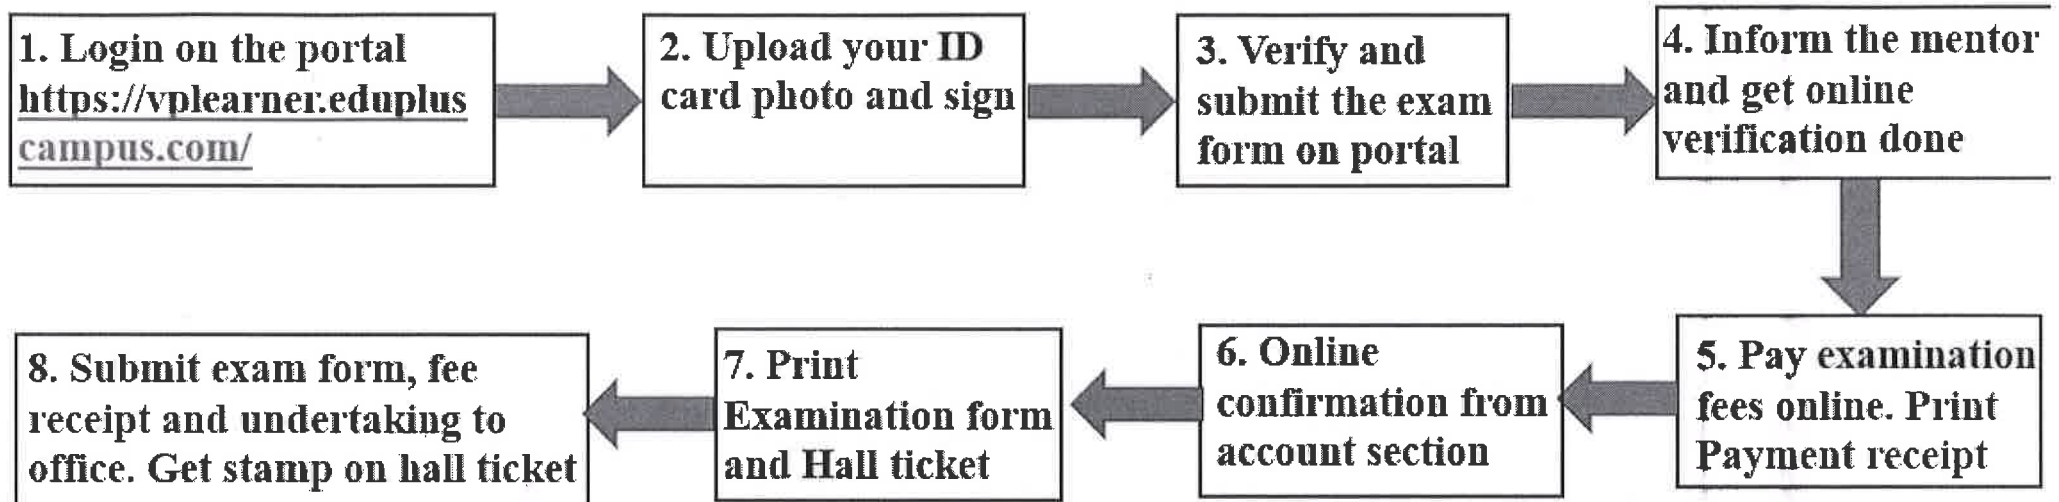 1. Login on the portal
https://vplearner.eduplus
campus.com/
2. Upload your ID
card photo and sign
3. Verify and
submit the exam
form on portal
4. Inform the mentor
and get online
verification done
5. Pay examination
fees online. Print
Payment receipt
6. Online
confirmation from
account section
7. Print
Examination form
and Hall ticket
8. Submit exam form, fee
receipt and undertaking to
office. Get stamp on hall ticket